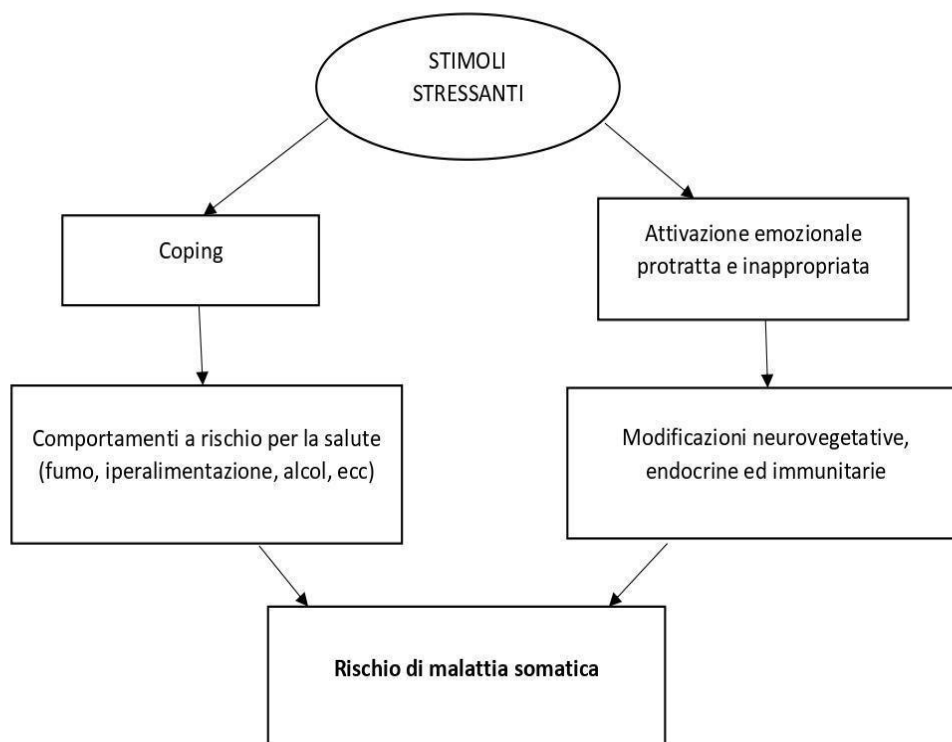 STIMOLI
STRESSANTI
Coping
Attivazione emozionale
protratta e inappropriata
Comportamenti a rischio per la salute
(fumo, iperalimentazione, alcol, ecc)
Modificazioni neurovegetative,
endocrine ed immunitarie
Rischio di malattia somatica